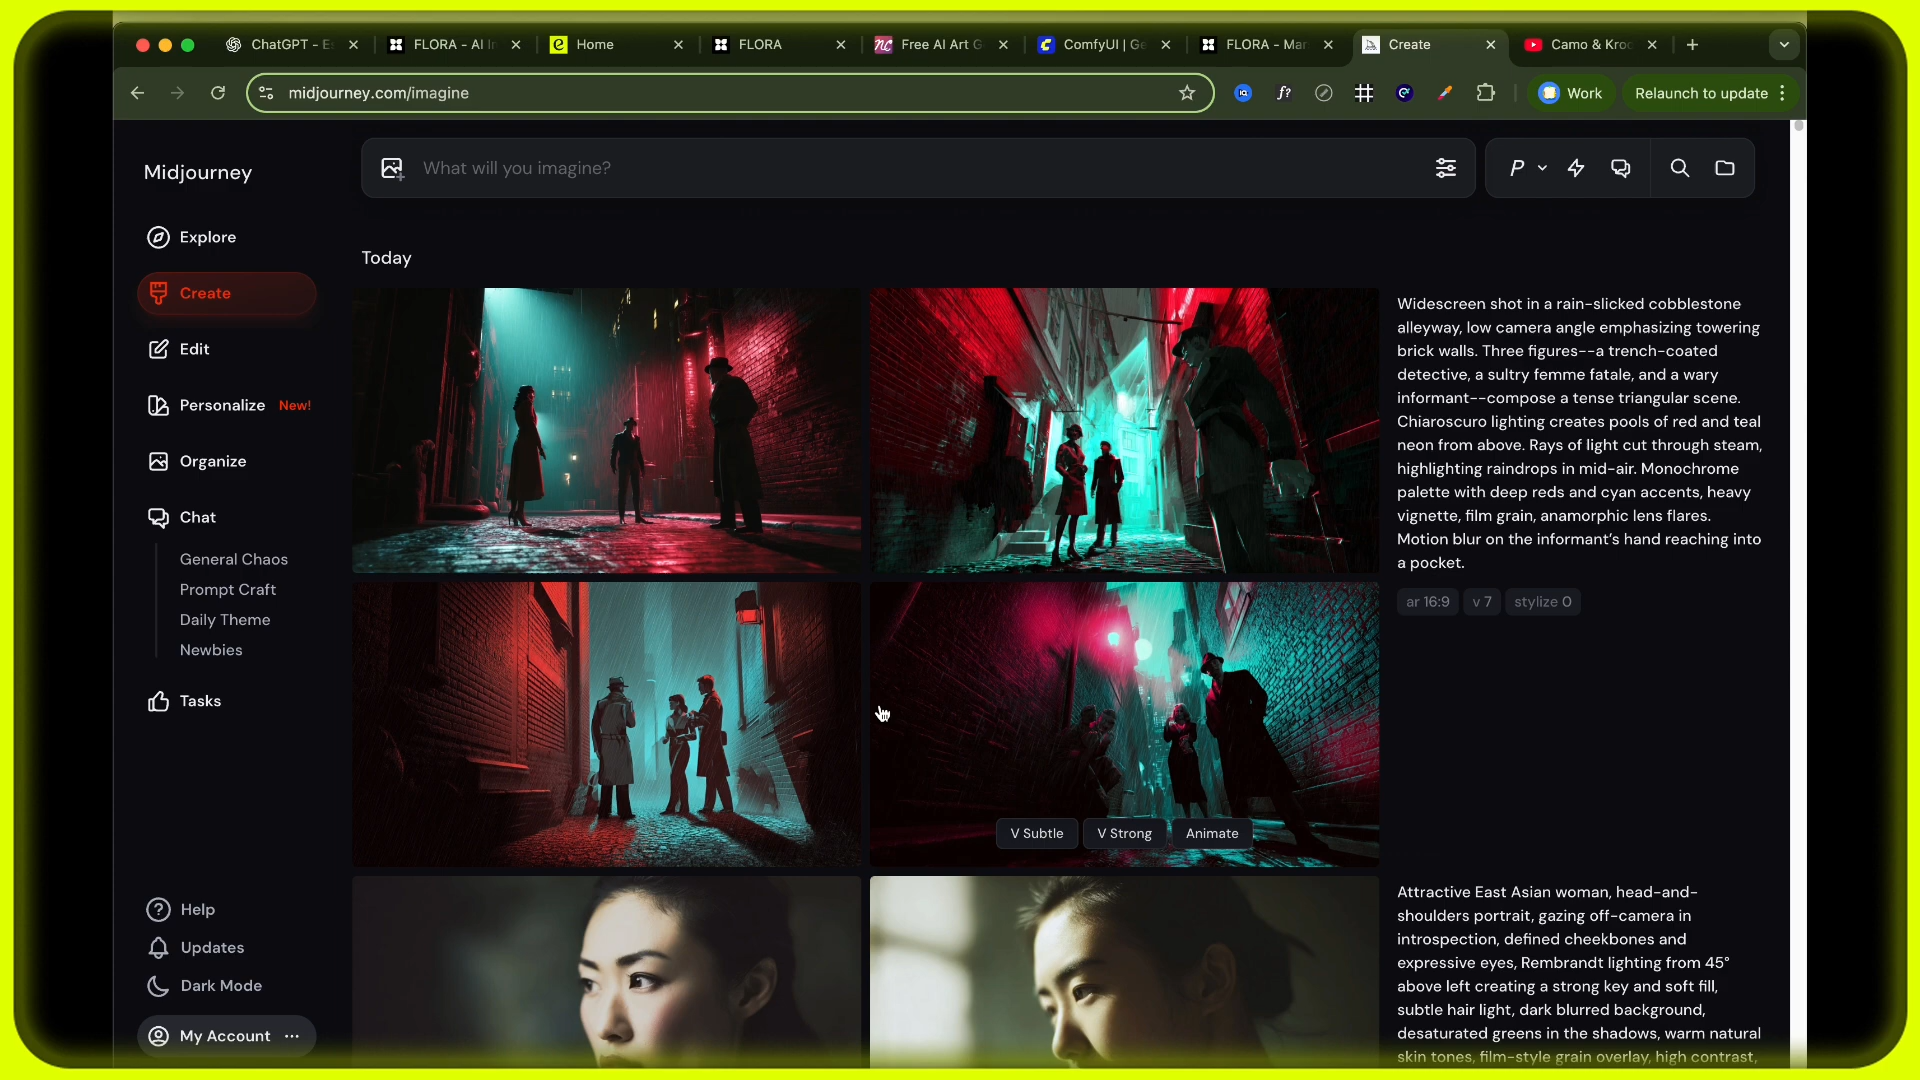 ChatGPT - E
FLORA - AI I
Home
FLORA
Free AI Art G
ComfyUI | Ge
FLORA - Mar
Create
Camo & Kro
midjourney.com/imagine
Work
Relaunch to update
Midjourney
What will you imagine?
Explore
Create
Edit
Personalize New!
Organize
Chat
General Chaos
Prompt Craft
Daily Theme
Newbies
Tasks
Help
Updates
Dark Mode
My Account
Today
Widescreen shot in a rain-slicked cobblestone
alleyway, low camera angle emphasizing towering
brick walls. Three figures--a trench-coated
detective, a sultry femme fatale, and a wary
informant--compose a tense triangular scene.
Chiaroscuro lighting creates pools of red and teal
neon from above. Rays of light cut through steam,
highlighting raindrops in mid-air. Monochrome
palette with deep reds and cyan accents, heavy
vignette, film grain, anamorphic lens flares.
Motion blur on the informant's hand reaching into
a pocket.
ar 16:9 v 7 stylize 0
V Subtle V Strong Animate
Attractive East Asian woman, head-and-
shoulders portrait, gazing off-camera in
introspection, defined cheekbones and
expressive eyes, Rembrandt lighting from 45°
above left creating a strong key and soft fill,
subtle hair light, dark blurred background,
desaturated greens in the shadows, warm natural
skin tones, film-style grain overlay, high contrast,